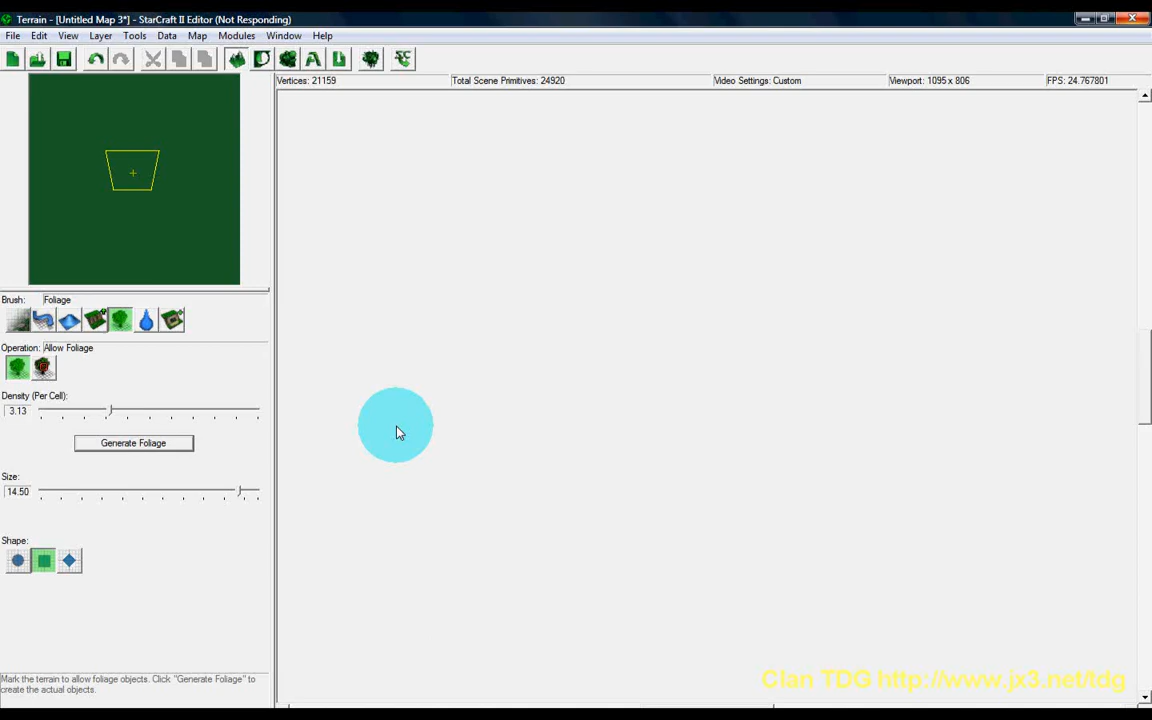 Terrain - [Untitled Map 3*] - StarCraft II Editor (Not Responding)
File Edit View Layer Tools Data Map Modules Window Help
Vertices: 21159 Total Scene Primitives: 24920 Video Settings: Custom Viewport: 1095 x 806 FPS: 24.767801
Brush: Foliage
Operation: Allow Foliage
Density (Per Cell):
3.13
Generate Foliage
Size:
14.50
Shape:
Mark the terrain to allow foliage objects. Click "Generate Foliage" to
create the actual objects.
Clan TDG http://www.jx3.net/tdg